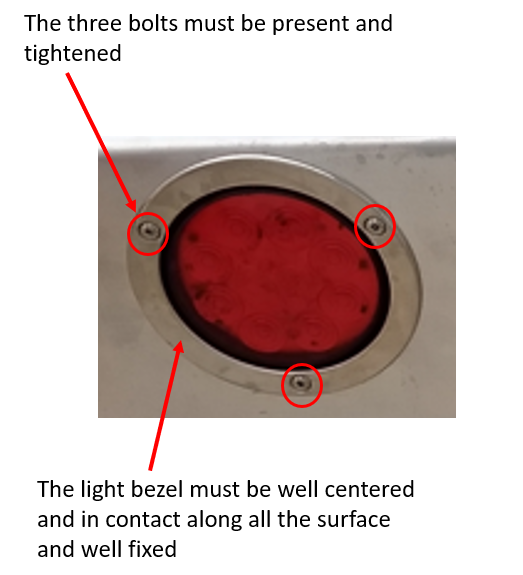 The three bolts must be present and
tightened
The light bezel must be well centered
and in contact along all the surface
and well fixed